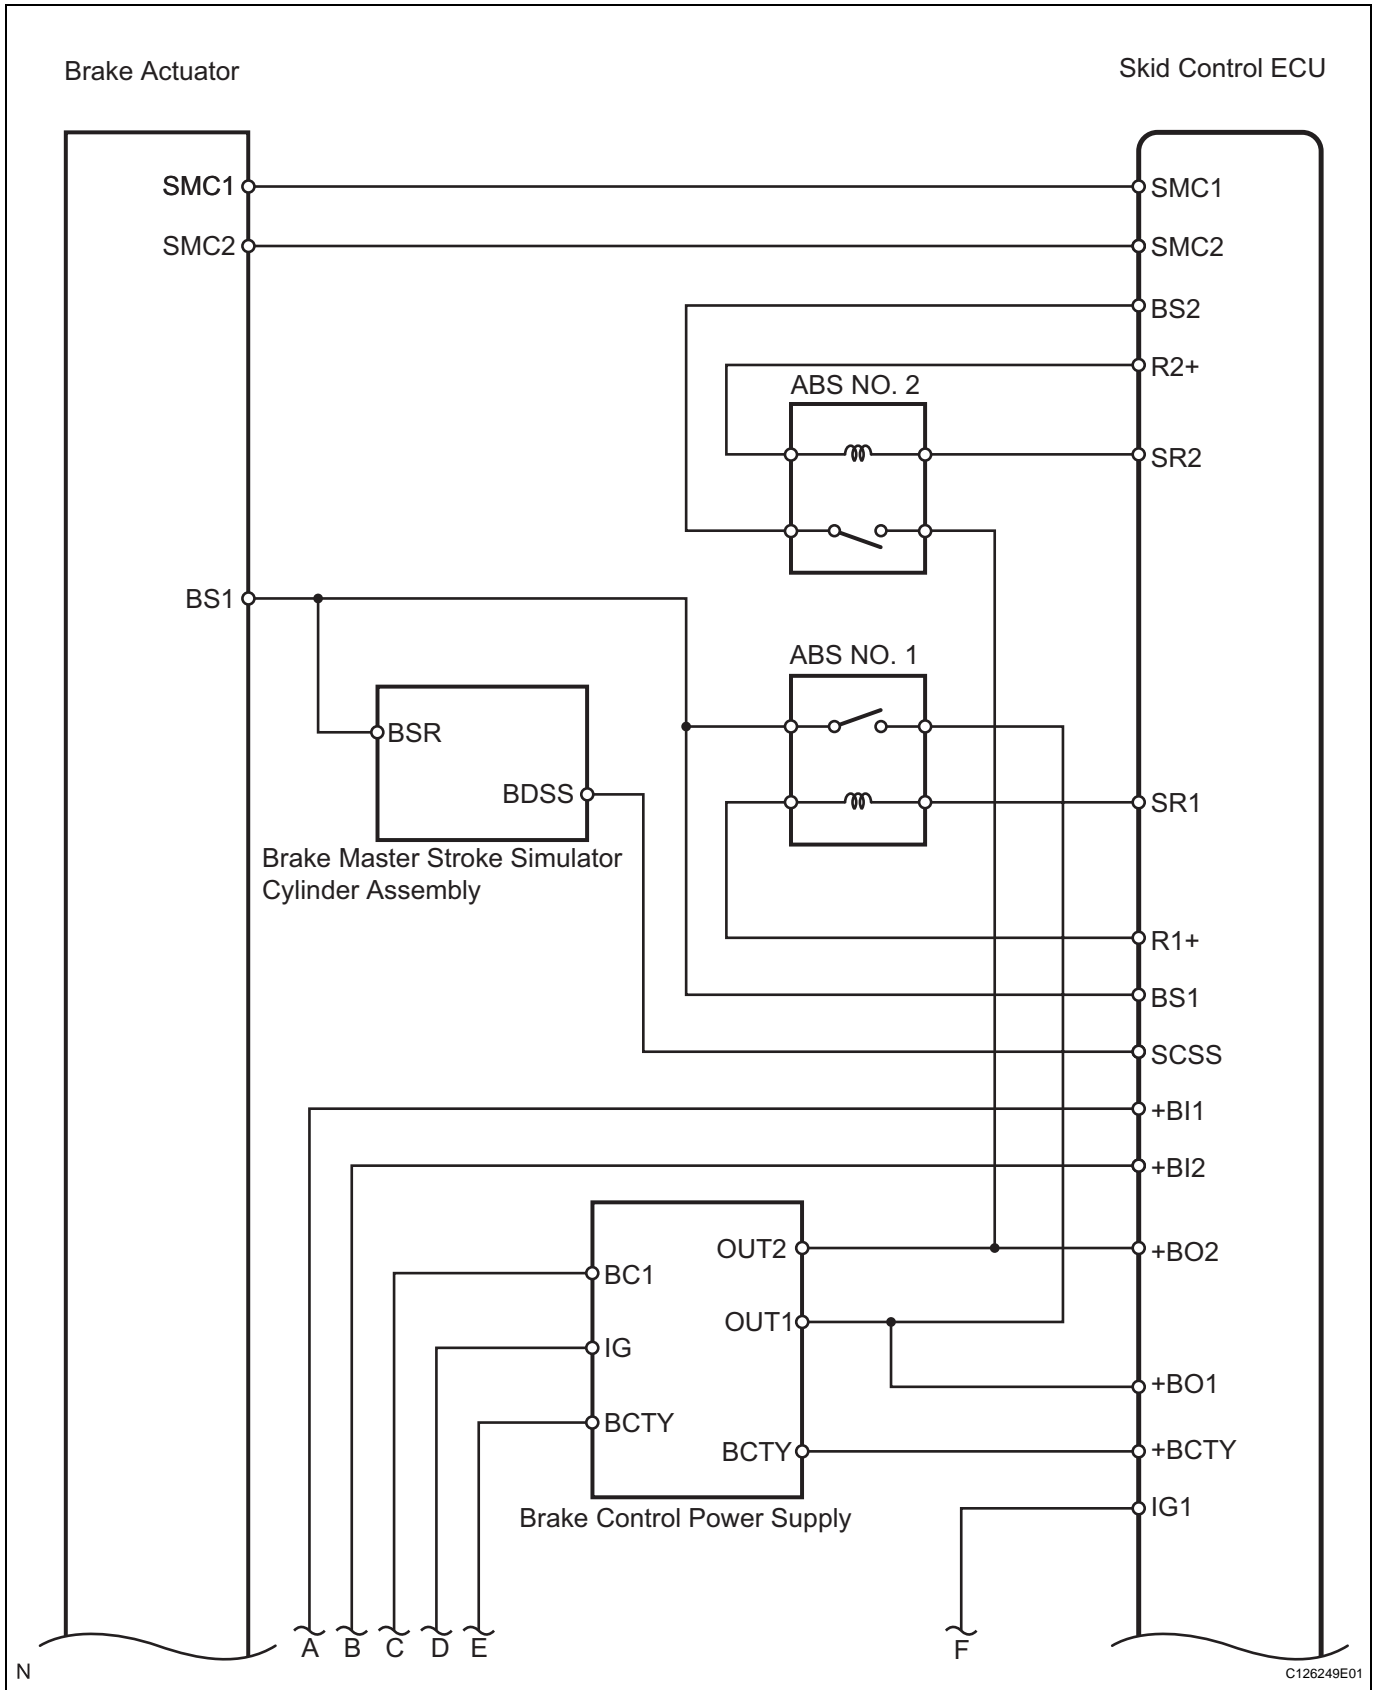 Brake Actuator
Skid Control ECU
SMC1
SMC1
SMC2
SMC2
BS2
R2+
ABS NO. 2
SR2
BS1
ABS NO. 1
BSR
BDSS
SR1
Brake Master Stroke Simulator
Cylinder Assembly
R1+
BS1
SCSS
+BI1
+BI2
OUT2
+BO2
BC1
OUT1
IG
+BO1
BCTY
BCTY
+BCTY
Brake Control Power Supply
IG1
A B C D E
F
N
C126249E01